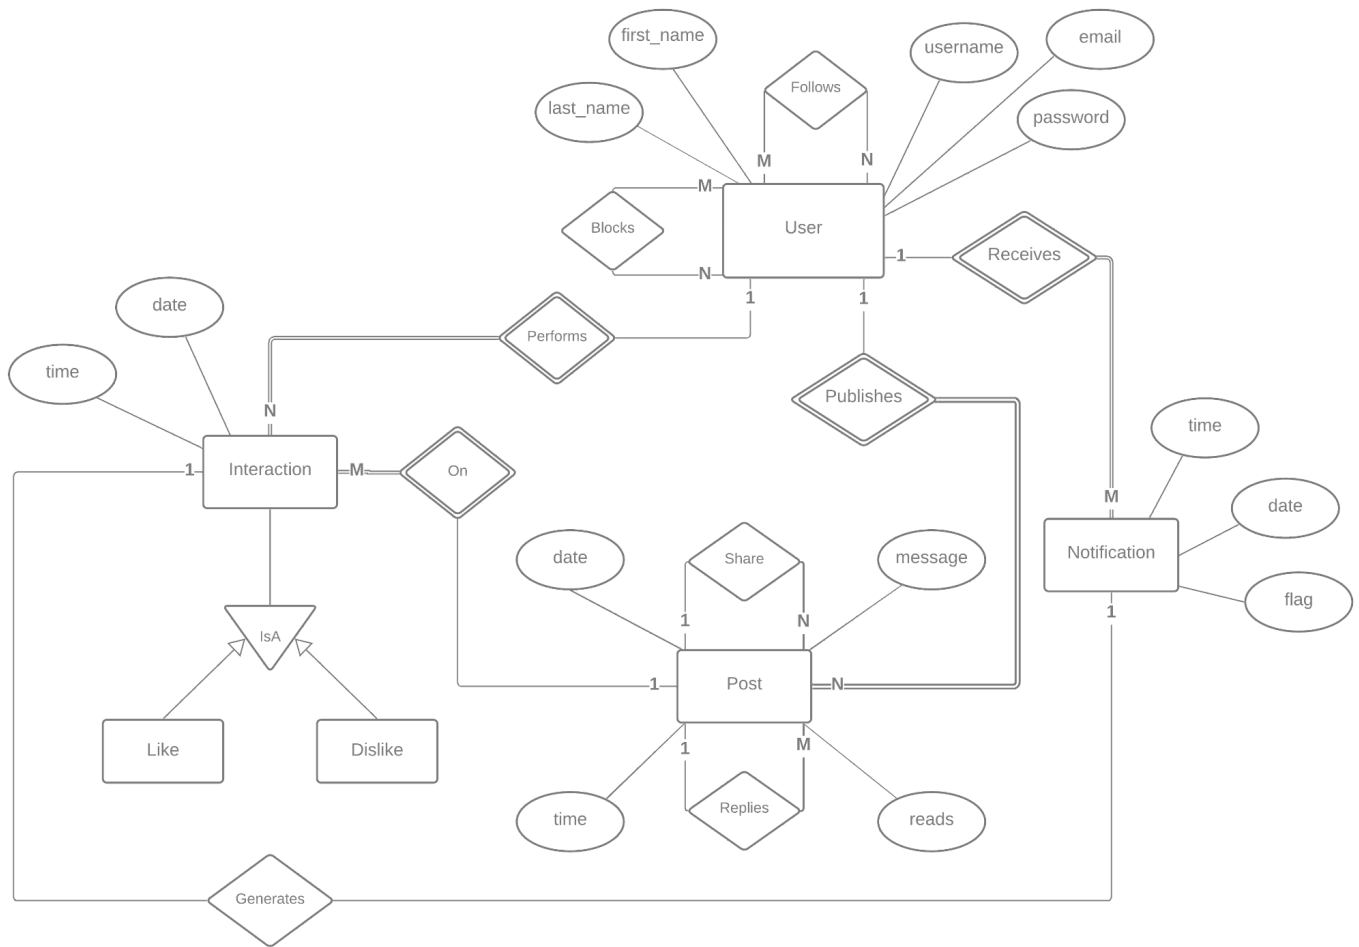 first_name
username
email
Follows
last_name
password
M
N
M
Blocks
User
N
1
Receives
1
1
date
Performs
time
Publishes
N
time
Interaction
1
M
On
M
date
Notification
date
Share
message
flag
1
1
N
IsA
1
Post
N
Like
Dislike
1
M
time
Replies
reads
Generates